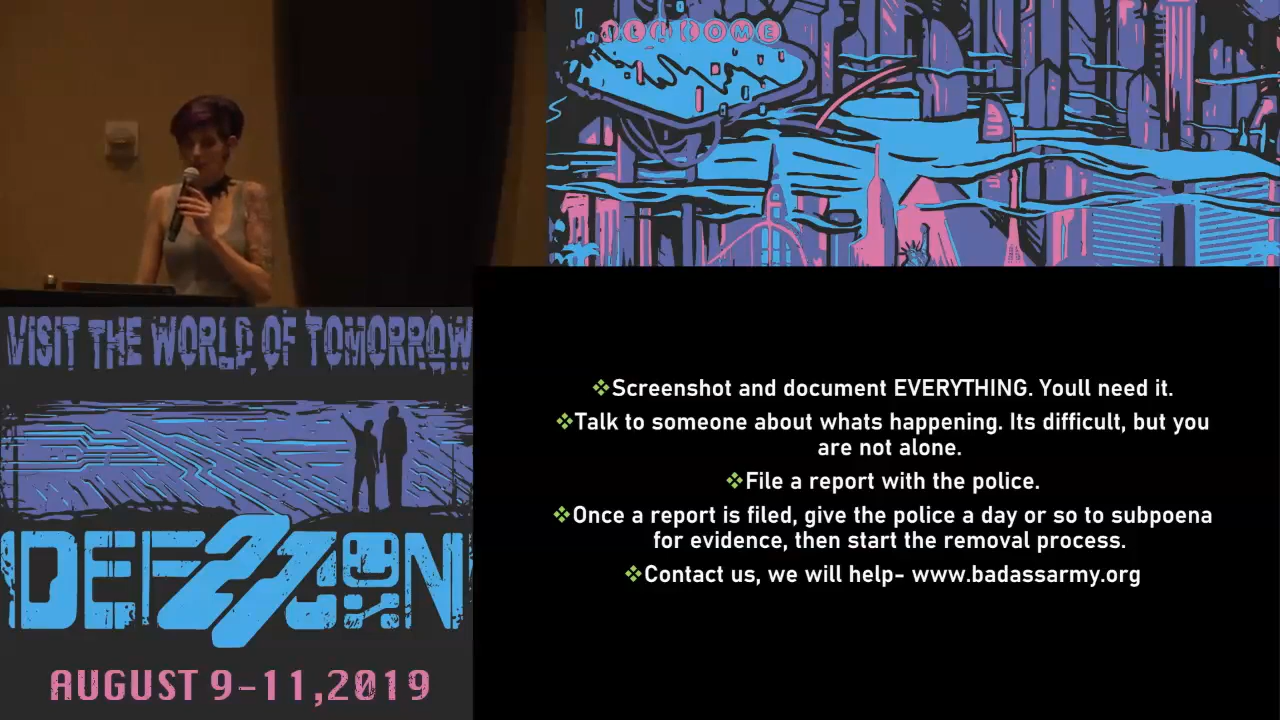 WELCOME
VISIT THE WORLD OF TOMORROW
DEF CON 27
AUGUST 9-11,2019
❖Screenshot and document EVERYTHING. Youll need it.
❖Talk to someone about whats happening. Its difficult, but you
are not alone.
❖File a report with the police.
❖Once a report is filed, give the police a day or so to subpoena
for evidence, then start the removal process.
❖Contact us, we will help- www.badassarmy.org